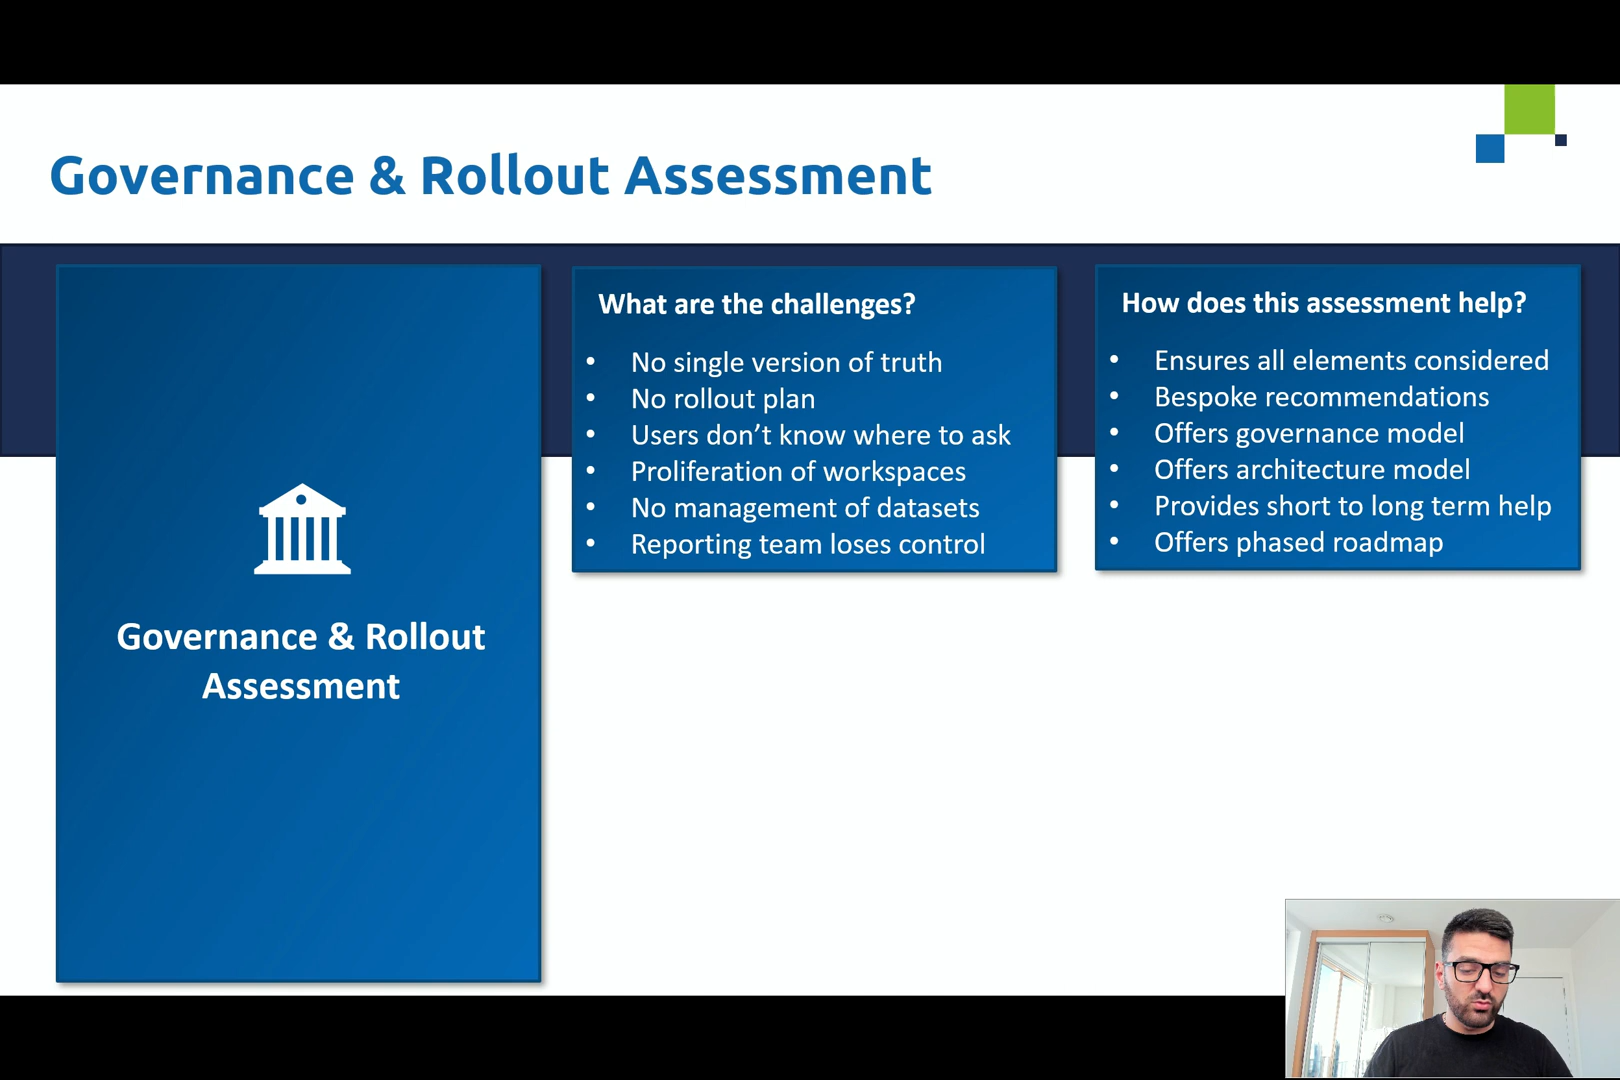 Governance & Rollout Assessment
Governance & Rollout
Assessment
What are the challenges?
• No single version of truth
• No rollout plan
• Users don’t know where to ask
• Proliferation of workspaces
• No management of datasets
• Reporting team loses control
How does this assessment help?
• Ensures all elements considered
• Bespoke recommendations
• Offers governance model
• Offers architecture model
• Provides short to long term help
• Offers phased roadmap